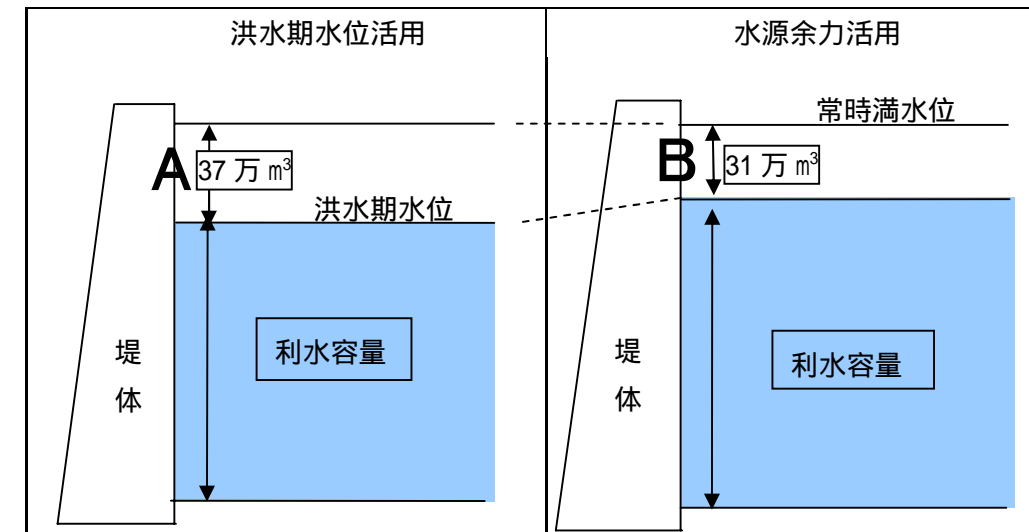 洪水期水位活用
A
37 万 ㎥
洪水期水位
利水容量
堤
体
水源余力活用
常時満水位
B
31 万 ㎥
利水容量
堤
体